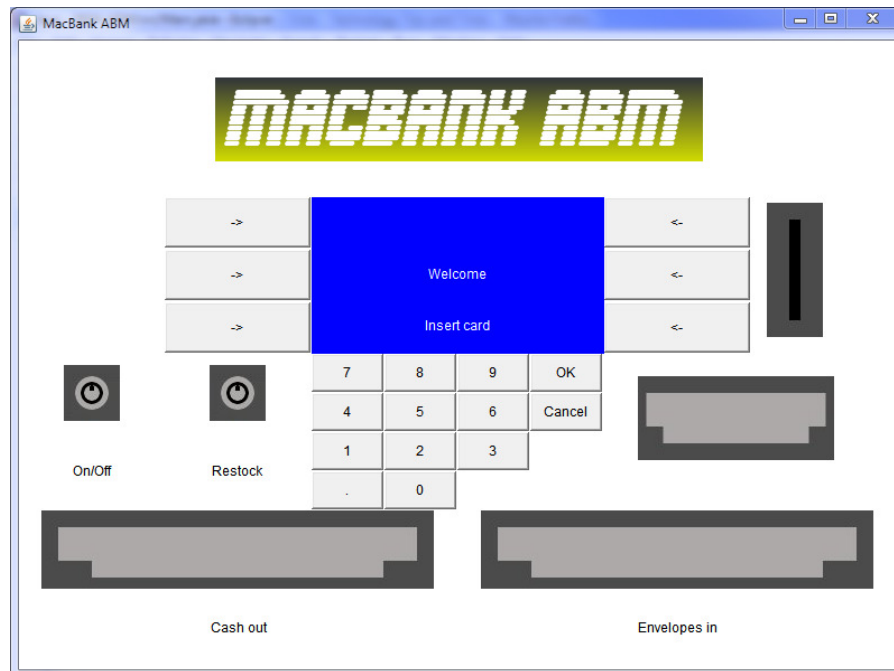 MacBank ABM
MACBANK ABM
-> <-
-> Welcome <-
-> Insert card <-
7 8 9 OK
4 5 6 Cancel
1 2 3
. 0
On/Off Restock
Cash out Envelopes in